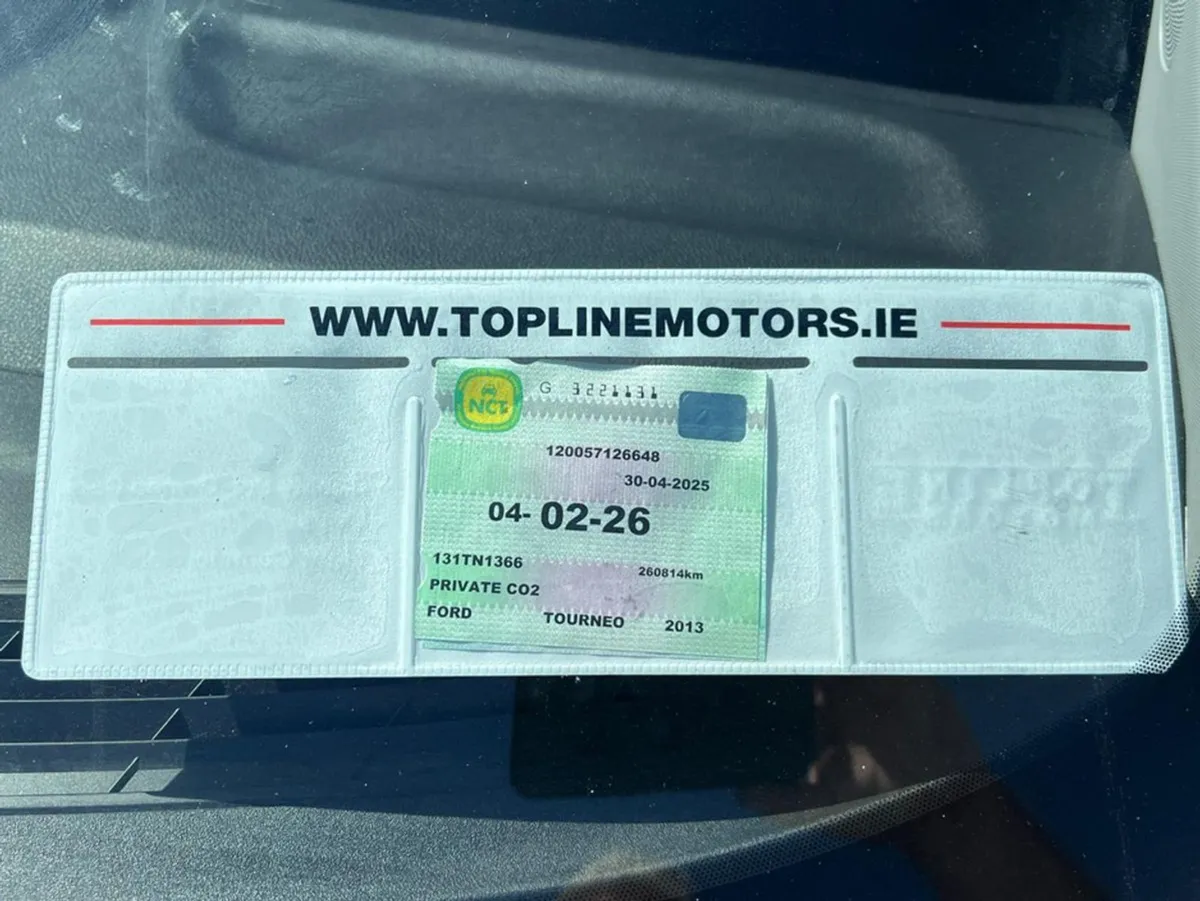 WWW.TOPLINEMOTORS.IE
NCT
G 3221131
120057126648
30-04-2025
04- 02-26
131TN1366
260814km
PRIVATE CO2
FORD TOURNEO 2013